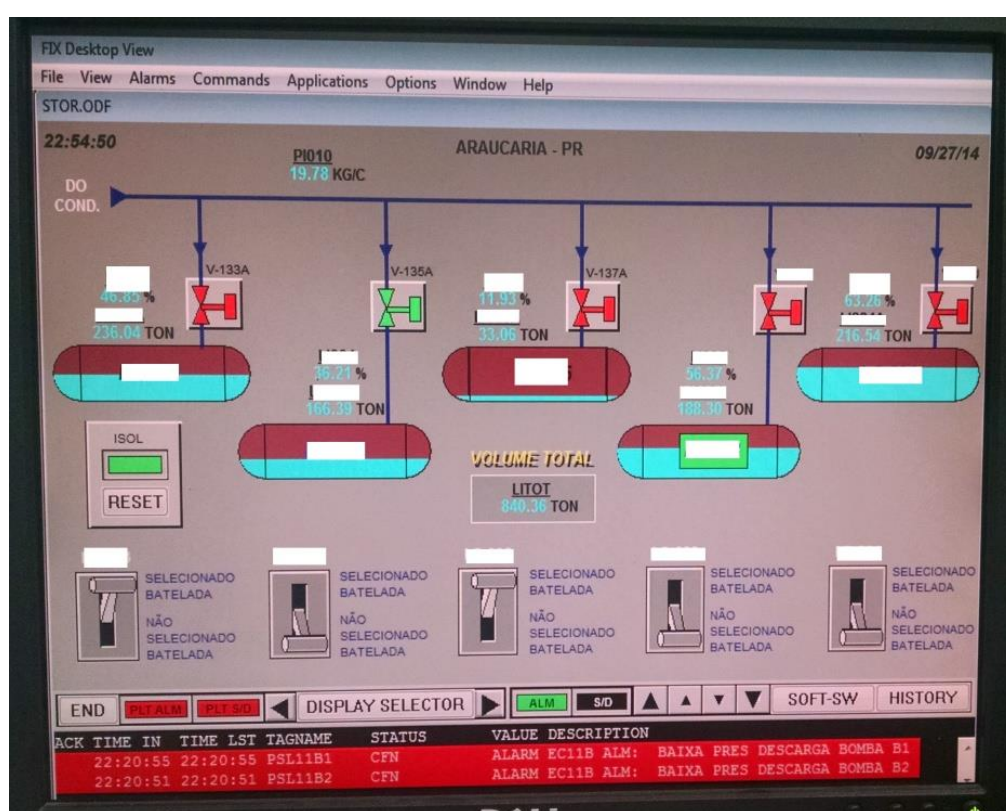 FIX Desktop View
File View Alarms Commands Applications Options Window Help
STOR.ODF
22:54:50
ARAUCARIA - PR
09/27/14
PI010
19.78 KG/C
DO
COND.
V-133A
V-135A
V-137A
46.85 %
11.93 %
63.26 %
236.04 TON
33.06 TON
216.54 TON
36.21 %
56.37 %
166.39 TON
188.30 TON
ISOL
RESET
VOLUME TOTAL
LITOT
840.36 TON
SELECIONADO
BATELADA
NÃO
SELECIONADO
BATELADA
SELECIONADO
BATELADA
NÃO
SELECIONADO
BATELADA
SELECIONADO
BATELADA
NÃO
SELECIONADO
BATELADA
SELECIONADO
BATELADA
NÃO
SELECIONADO
BATELADA
SELECIONADO
BATELADA
NÃO
SELECIONADO
BATELADA
END PLT ALM PLT S/D DISPLAY SELECTOR ALM S/D SOFT-SW HISTORY
ACK TIME IN TIME LST TAGNAME STATUS VALUE DESCRIPTION
22:20:55 22:20:55 PSL11B1 CFN ALARM EC11B ALM: BAIXA PRES DESCARGA BOMBA B1
22:20:51 22:20:51 PSL11B2 CFN ALARM EC11B ALM: BAIXA PRES DESCARGA BOMBA B2